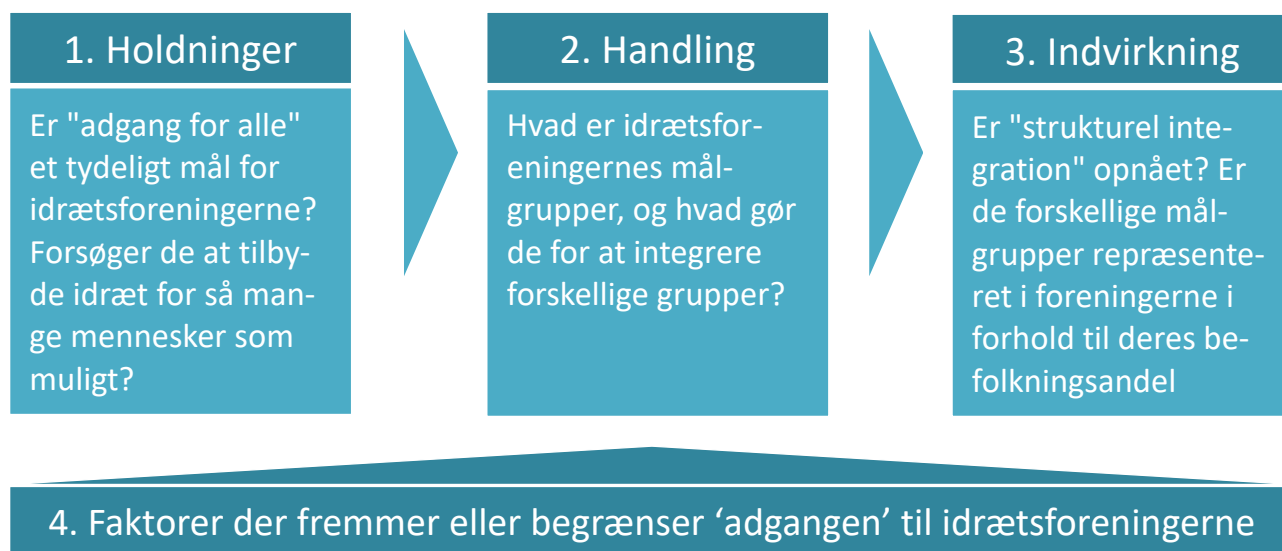 1. Holdninger
Er "adgang for alle"
et tydeligt mål for
idrætsforeningerne?
Forsøger de at tilby-
de idræt for så man-
ge mennesker som
muligt?
2. Handling
Hvad er idrætsfor-
eningernes mål-
grupper, og hvad gør
de for at integrere
forskellige grupper?
3. Indvirkning
Er "strukturel inte-
gration" opnået? Er
de forskellige mål-
grupper repræsente-
ret i foreningerne i
forhold til deres be-
folkningsandel
4. Faktorer der fremmer eller begrænser ‘adgangen’ til idrætsforeningerne